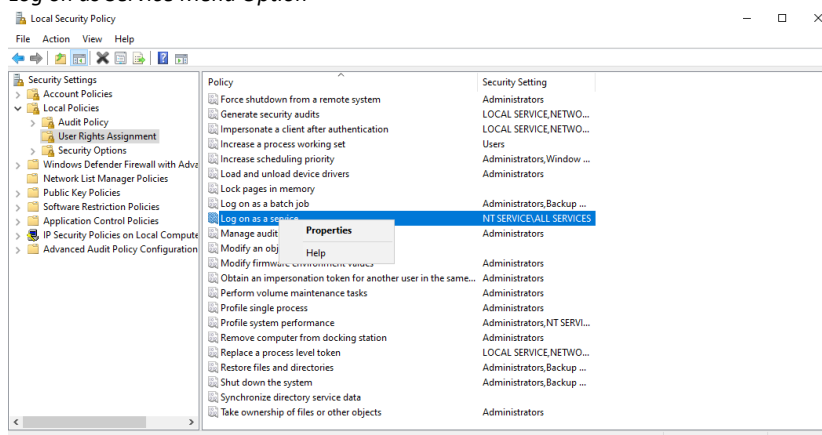 Log on as Service Menu Option
Local Security Policy
File Action View Help
Security Settings
Account Policies
Local Policies
Audit Policy
User Rights Assignment
Security Options
Windows Defender Firewall with Adva
Network List Manager Policies
Public Key Policies
Software Restriction Policies
Application Control Policies
IP Security Policies on Local Compute
Advanced Audit Policy Configuration
Policy Security Setting
Force shutdown from a remote system Administrators
Generate security audits LOCAL SERVICE,NETWO...
Impersonate a client after authentication LOCAL SERVICE,NETWO...
Increase a process working set Users
Increase scheduling priority Administrators,Window ...
Load and unload device drivers Administrators
Lock pages in memory
Log on as a batch job Administrators,Backup ...
Log on as a service NT SERVICE\ALL SERVICES
Manage audit Administrators
Modify an obj
Modify firmware environment values Administrators
Obtain an impersonation token for another user in the same... Administrators
Perform volume maintenance tasks Administrators
Profile single process Administrators
Profile system performance Administrators,NT SERVI...
Remove computer from docking station Administrators
Replace a process level token LOCAL SERVICE,NETWO...
Restore files and directories Administrators,Backup ...
Shut down the system Administrators,Backup ...
Synchronize directory service data
Take ownership of files or other objects Administrators
Properties
Help